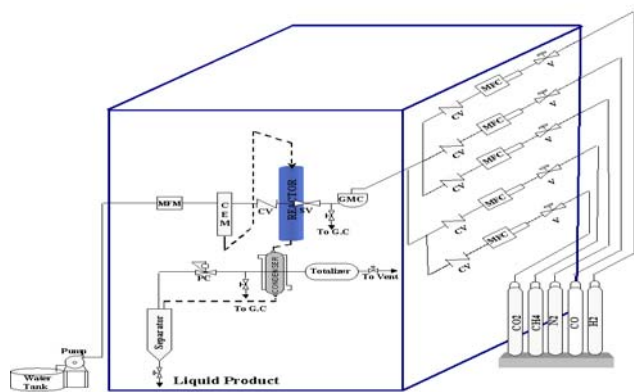 V
MFC
CV
V
MFC
CV
V
MFC
CV
V
MFC
CV
V
MFC
CV
MFM
CEM
CV
REACTOR
SV
GMC
To G.C
PC
CONDENSER
Totalizer
To Vent
To G.C
Separator
Pump
Water
Tank
Liquid Product
CO2
CH4
N2
CO
H2